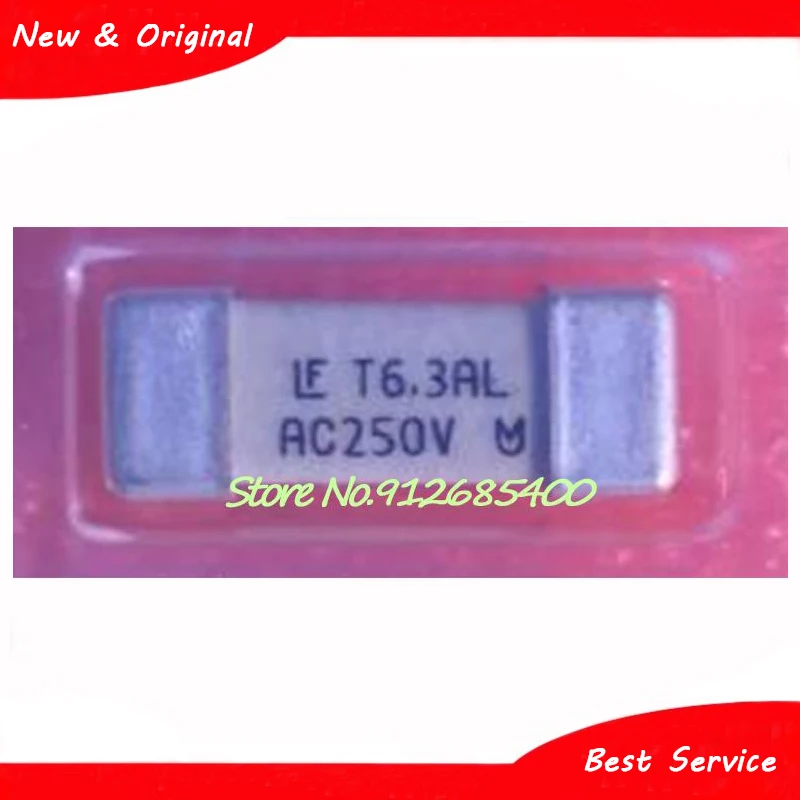 New & Original
LF T6.3AL
AC250V
Store No.912685400
Best Service